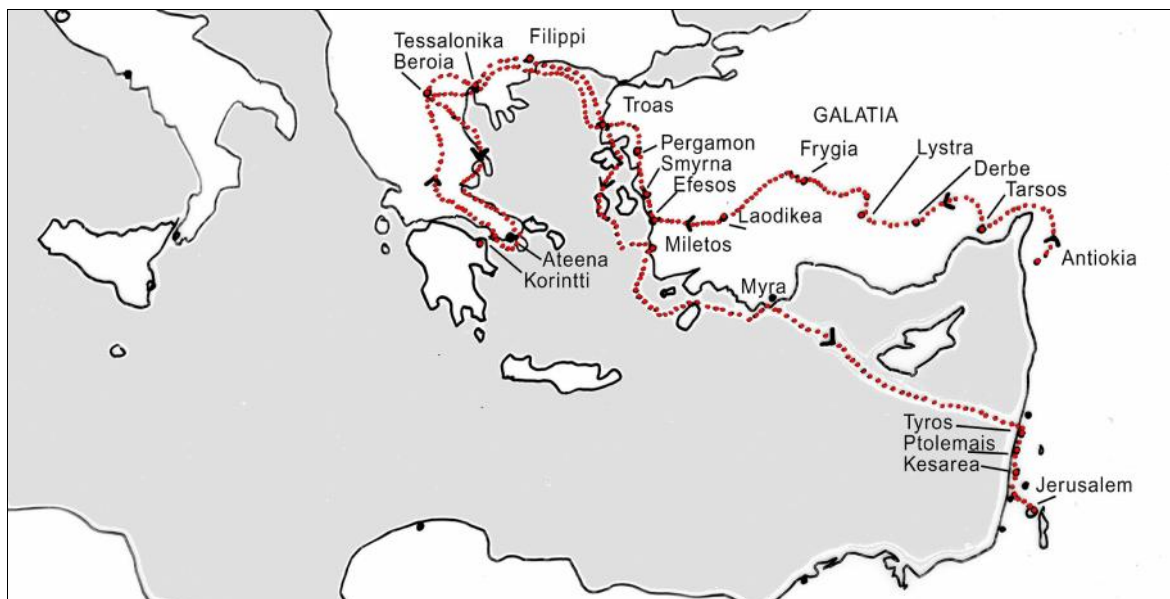 Filippi
Tessalonika
Beroia
Troas
GALATIA
Pergamon
Smyrna
Efesos
Frygia
Lystra
Derbe
Tarsos
Laodikea
Miletos
Ateena
Korintti
Antiokia
Myra
Tyros
Ptolemais
Kesarea
Jerusalem